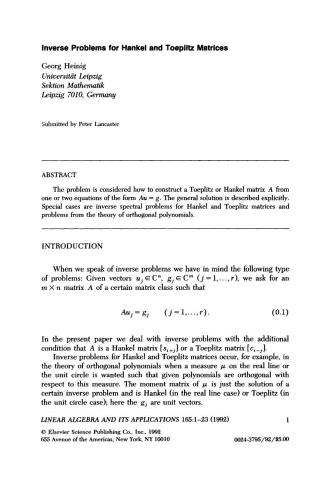 Inverse Problems for Hankel and Toeplitz Matrices
Georg Heinig
Universität Leipzig
Sektion Mathematik
Leipzig 7010, Germany
Submitted by Peter Lancaster
ABSTRACT
The problem is considered how to construct a Toeplitz or Hankel matrix A from
one or two equations of the form Au = g. The general solution is described explicitly.
Special cases are inverse spectral problems for Hankel and Toeplitz matrices and
problems from the theory of orthogonal polynomials.
INTRODUCTION
When we speak of inverse problems we have in mind the following type
of problems: Given vectors u_j ∈ ℂⁿ, g_j ∈ ℂᵐ (j = 1,...,r), we ask for an
m × n matrix A of a certain matrix class such that
Au_j = g_j (j = 1,...,r). (0.1)
In the present paper we deal with inverse problems with the additional
condition that A is a Hankel matrix [s_{i+j}] or a Toeplitz matrix [c_{i−j}].
Inverse problems for Hankel and Toeplitz matrices occur, for example, in
the theory of orthogonal polynomials when a measure μ on the real line or
the unit circle is wanted such that given polynomials are orthogonal with
respect to this measure. The moment matrix of μ is just the solution of a
certain inverse problem and is Hankel (in the real line case) or Toeplitz (in
the unit circle case); here the g_j are unit vectors.
LINEAR ALGEBRA AND ITS APPLICATIONS 165:1–23 (1992) 1
© Elsevier Science Publishing Co., Inc., 1992
655 Avenue of the Americas, New York, NY 10010 0024-3795/92/$5.00